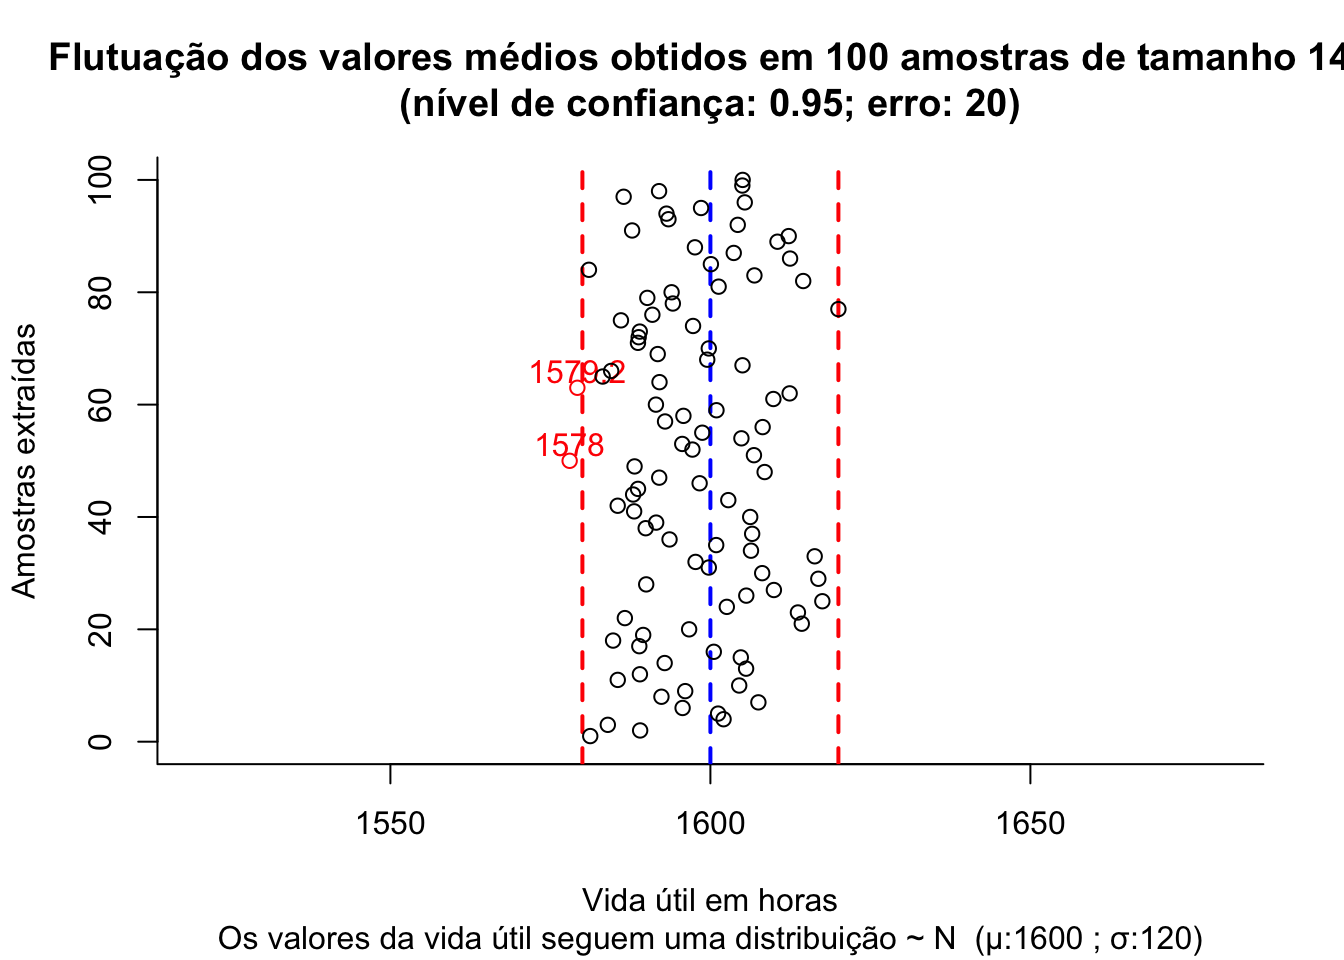 Flutuação dos valores médios obtidos em 100 amostras de tamanho 14
(nível de confiança: 0.95; erro: 20)
Amostras extraídas
100
80
60
40
20
0
1579.2
1578
1550
1600
1650
Vida útil em horas
Os valores da vida útil seguem uma distribuição ~ N (μ:1600 ; σ:120)